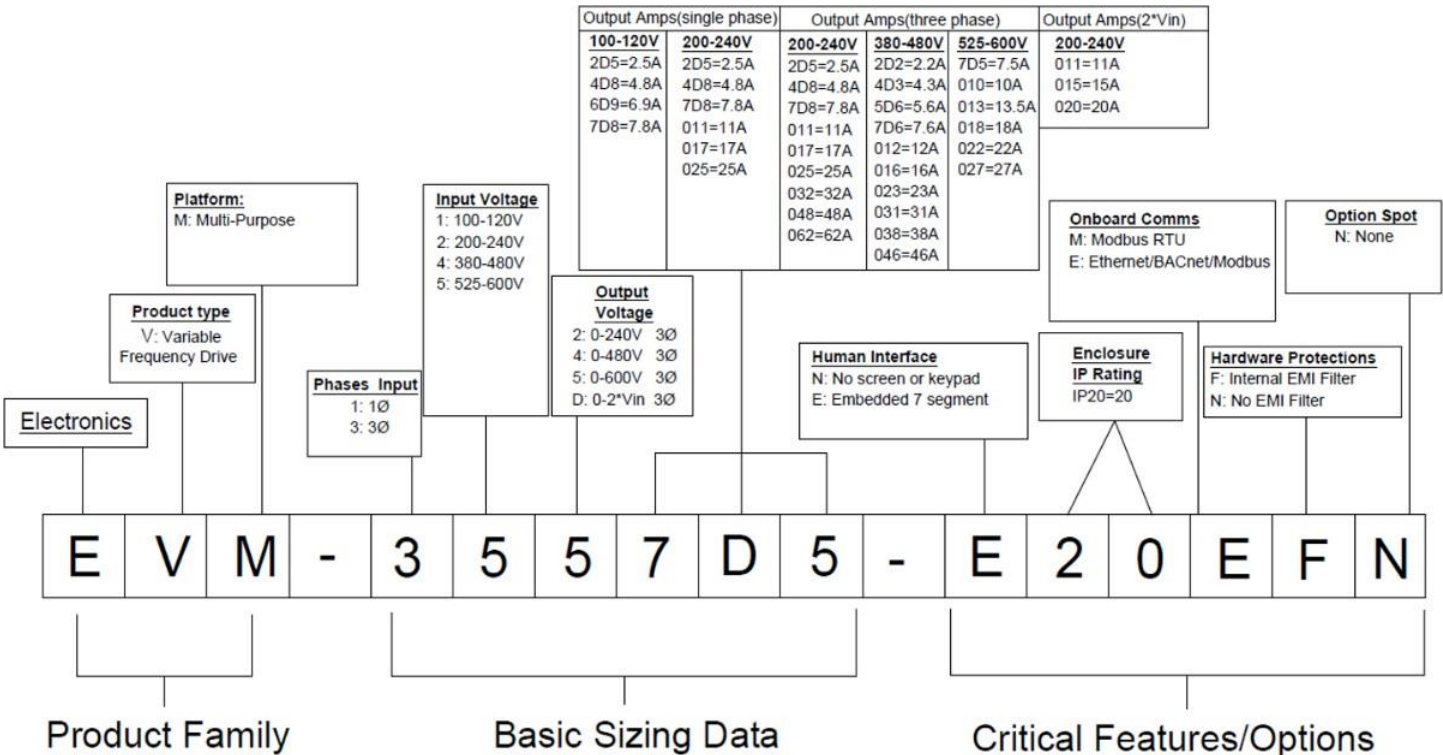 Output Amps(single phase)
Output Amps(three phase)
Output Amps(2*Vin)
100-120V
2D5=2.5A
4D8=4.8A
6D9=6.9A
7D8=7.8A
200-240V
2D5=2.5A
4D8=4.8A
7D8=7.8A
011=11A
017=17A
025=25A
200-240V
2D5=2.5A
4D8=4.8A
7D8=7.8A
011=11A
017=17A
025=25A
032=32A
048=48A
062=62A
380-480V
2D2=2.2A
4D3=4.3A
5D6=5.6A
7D6=7.6A
012=12A
016=16A
023=23A
031=31A
038=38A
046=46A
525-600V
7D5=7.5A
010=10A
013=13.5A
018=18A
022=22A
027=27A
200-240V
011=11A
015=15A
020=20A
Electronics
Product type
V: Variable
Frequency Drive
Platform:
M: Multi-Purpose
Phases Input
1: 1Ø
3: 3Ø
Input Voltage
1: 100-120V
2: 200-240V
4: 380-480V
5: 525-600V
Output
Voltage
2: 0-240V 3Ø
4: 0-480V 3Ø
5: 0-600V 3Ø
D: 0-2*Vin 3Ø
Human Interface
N: No screen or keypad
E: Embedded 7 segment
Enclosure
IP Rating
IP20=20
Onboard Comms
M: Modbus RTU
E: Ethernet/BACnet/Modbus
Hardware Protections
F: Internal EMI Filter
N: No EMI Filter
Option Spot
N: None
E V M - 3 5 5 7 D 5 - E 2 0 E F N
Product Family
Basic Sizing Data
Critical Features/Options